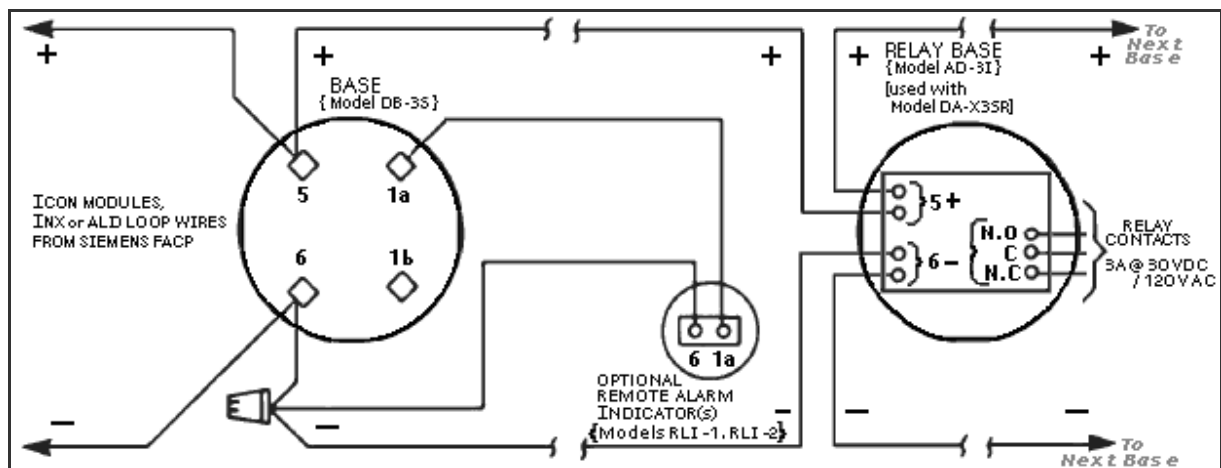 +
+
+
+
+
To
Next
Base
BASE
{Model DB-3S}
RELAY BASE
{Model AD-3I}
[used with
Model DA-X3SR]
5
1a
6
1b
ICON MODULES,
INX or ALD LOOP WIRES
FROM SIEMENS FACP
5+
6-
N.O
C
N.C
RELAY
CONTACTS
3A @ 30VDC
/ 120VAC
6 1a
OPTIONAL
REMOTE ALARM
INDICATOR(S)
{Models RLI-1. RLI-2}
-
-
-
-
-
To
Next Base